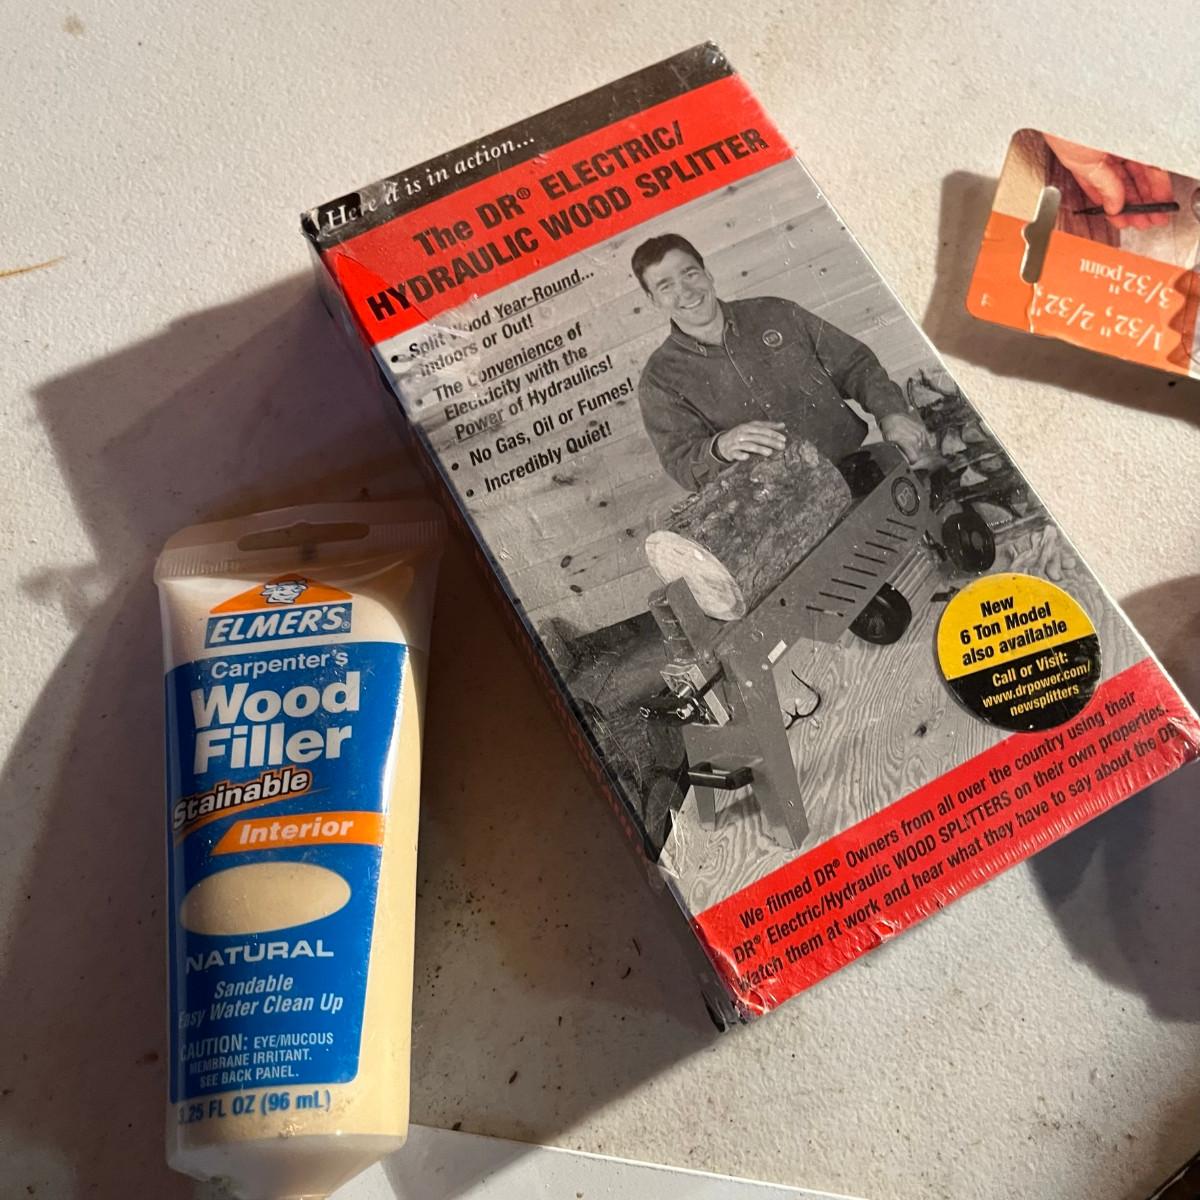 Here it is in action...
The DR® ELECTRIC/
HYDRAULIC WOOD SPLITTER
• Split Wood Year-Round...
Indoors or Out!
• The Convenience of
Electricity with the
Power of Hydraulics!
• No Gas, Oil or Fumes!
• Incredibly Quiet!
New
6 Ton Model
also available
Call or Visit:
www.drpower.com/
newsplitters
We filmed DR® Owners from all over the country using their
DR® Electric/Hydraulic WOOD SPLITTERS on their own properties.
Watch them at work and hear what they have to say about the DR
ELMER'S®
Carpenter's
Wood
Filler
Stainable
Interior
NATURAL
Sandable
Easy Water Clean Up
CAUTION: EYE/MUCOUS
MEMBRANE IRRITANT.
SEE BACK PANEL.
3.25 FL OZ (96 mL)
1/32", 2/32",
3/32" point